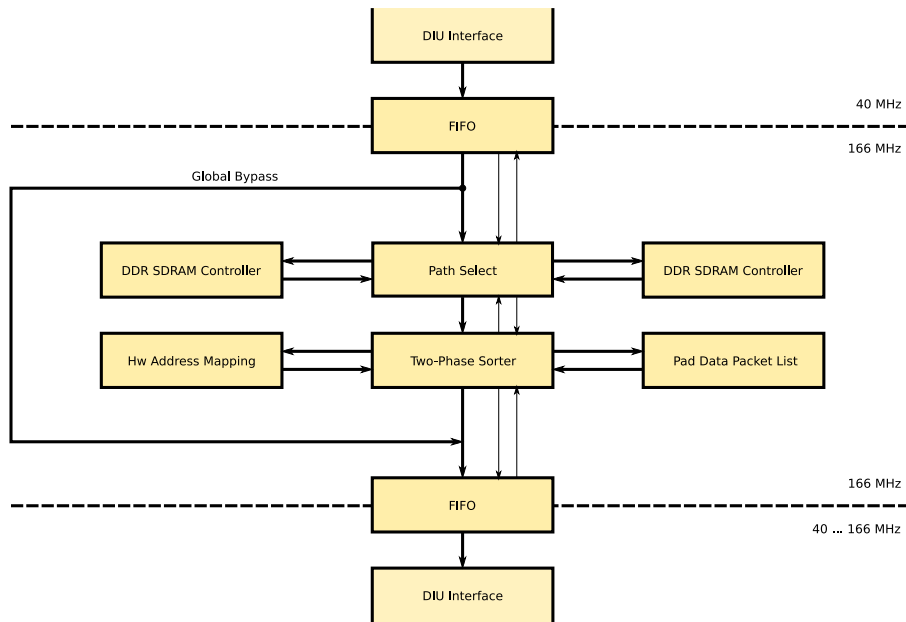 DIU Interface
40 MHz
FIFO
166 MHz
Global Bypass
DDR SDRAM Controller
Path Select
DDR SDRAM Controller
Hw Address Mapping
Two-Phase Sorter
Pad Data Packet List
166 MHz
FIFO
40 ... 166 MHz
DIU Interface